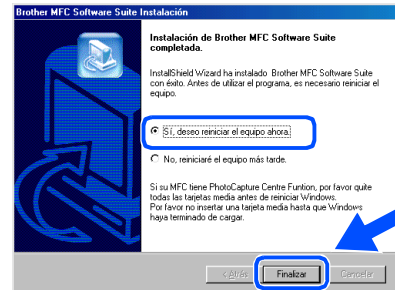 Brother MFC Software Suite Instalación
Instalación de Brother MFC Software Suite
completada.
InstallShield Wizard ha instalado Brother MFC Software Suite
con éxito. Antes de utilizar el programa, es necesario reiniciar el
equipo.
Sí, deseo reiniciar el equipo ahora.
No, reiniciaré el equipo más tarde.
Si su MFC tiene PhotoCapture Centre Funtion, por favor quite
todas las tarjetas media antes de reiniciar Windows.
Por favor no insertar una tarjeta media hasta que Windows
haya terminado de cargar.
< Atrás Finalizar Cancelar